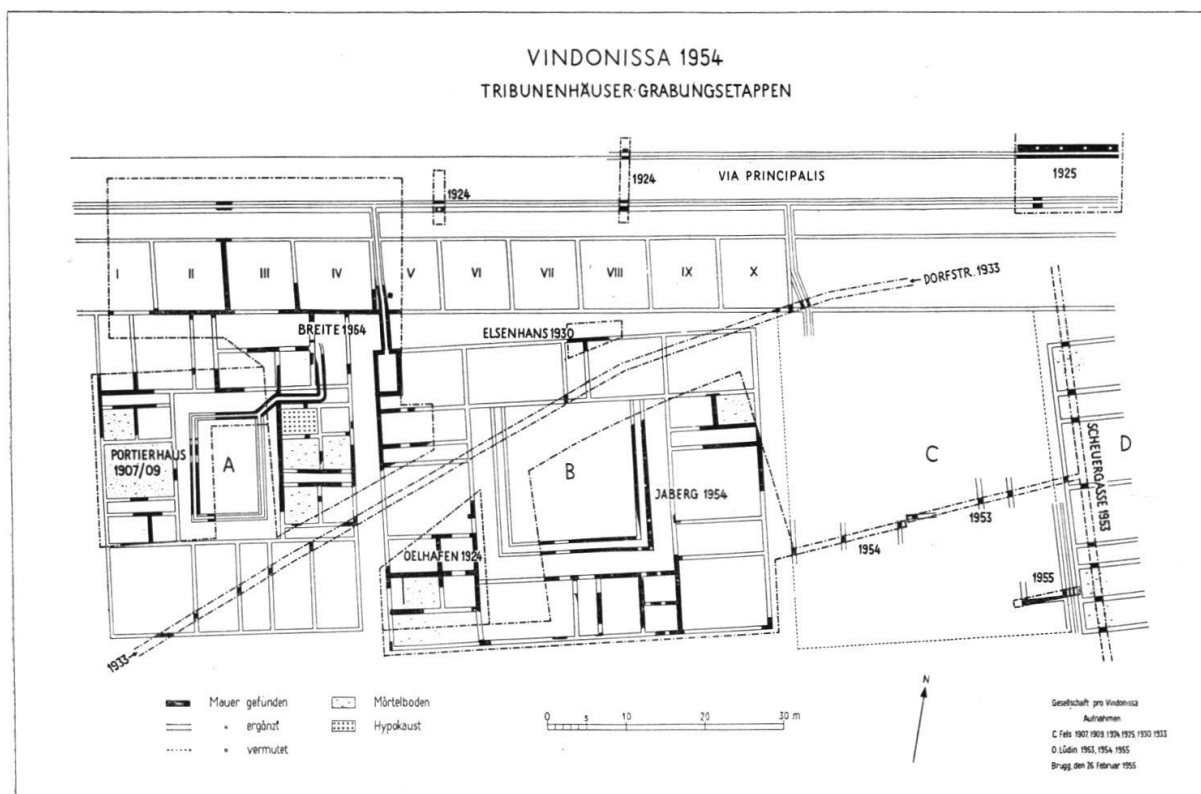 VINDONISSA 1954
TRIBUNENHÄUSER·GRABUNGSETAPPEN
1924
1924
VIA PRINCIPALIS
1925
I II III IV V VI VII VIII IX X
DORFSTR. 1933
BREITE 1954
ELSENHANS 1930
PORTIERHAUS
1907/09
A
B
C
D
SCHEUERGASSE 1953
JABERG 1954
OELHAFEN 1924
1953
1954
1955
1933
Mauer gefunden
" ergänzt
" vermutet
Mörtelboden
Hypokaust
0 5 10 20 30 m
N
Gesellschaft pro Vindonissa
Aufnahmen
C. Fels 1907, 1909, 1924, 1925, 1930, 1933
O. Lüdin 1953, 1954, 1955
Brugg, den 26. Februar 1955